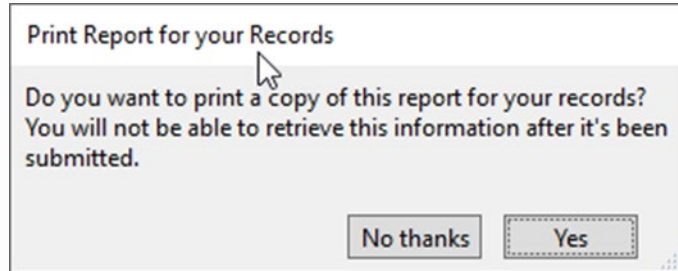 Print Report for your Records
Do you want to print a copy of this report for your records?
You will not be able to retrieve this information after it's been
submitted.
No thanks
Yes